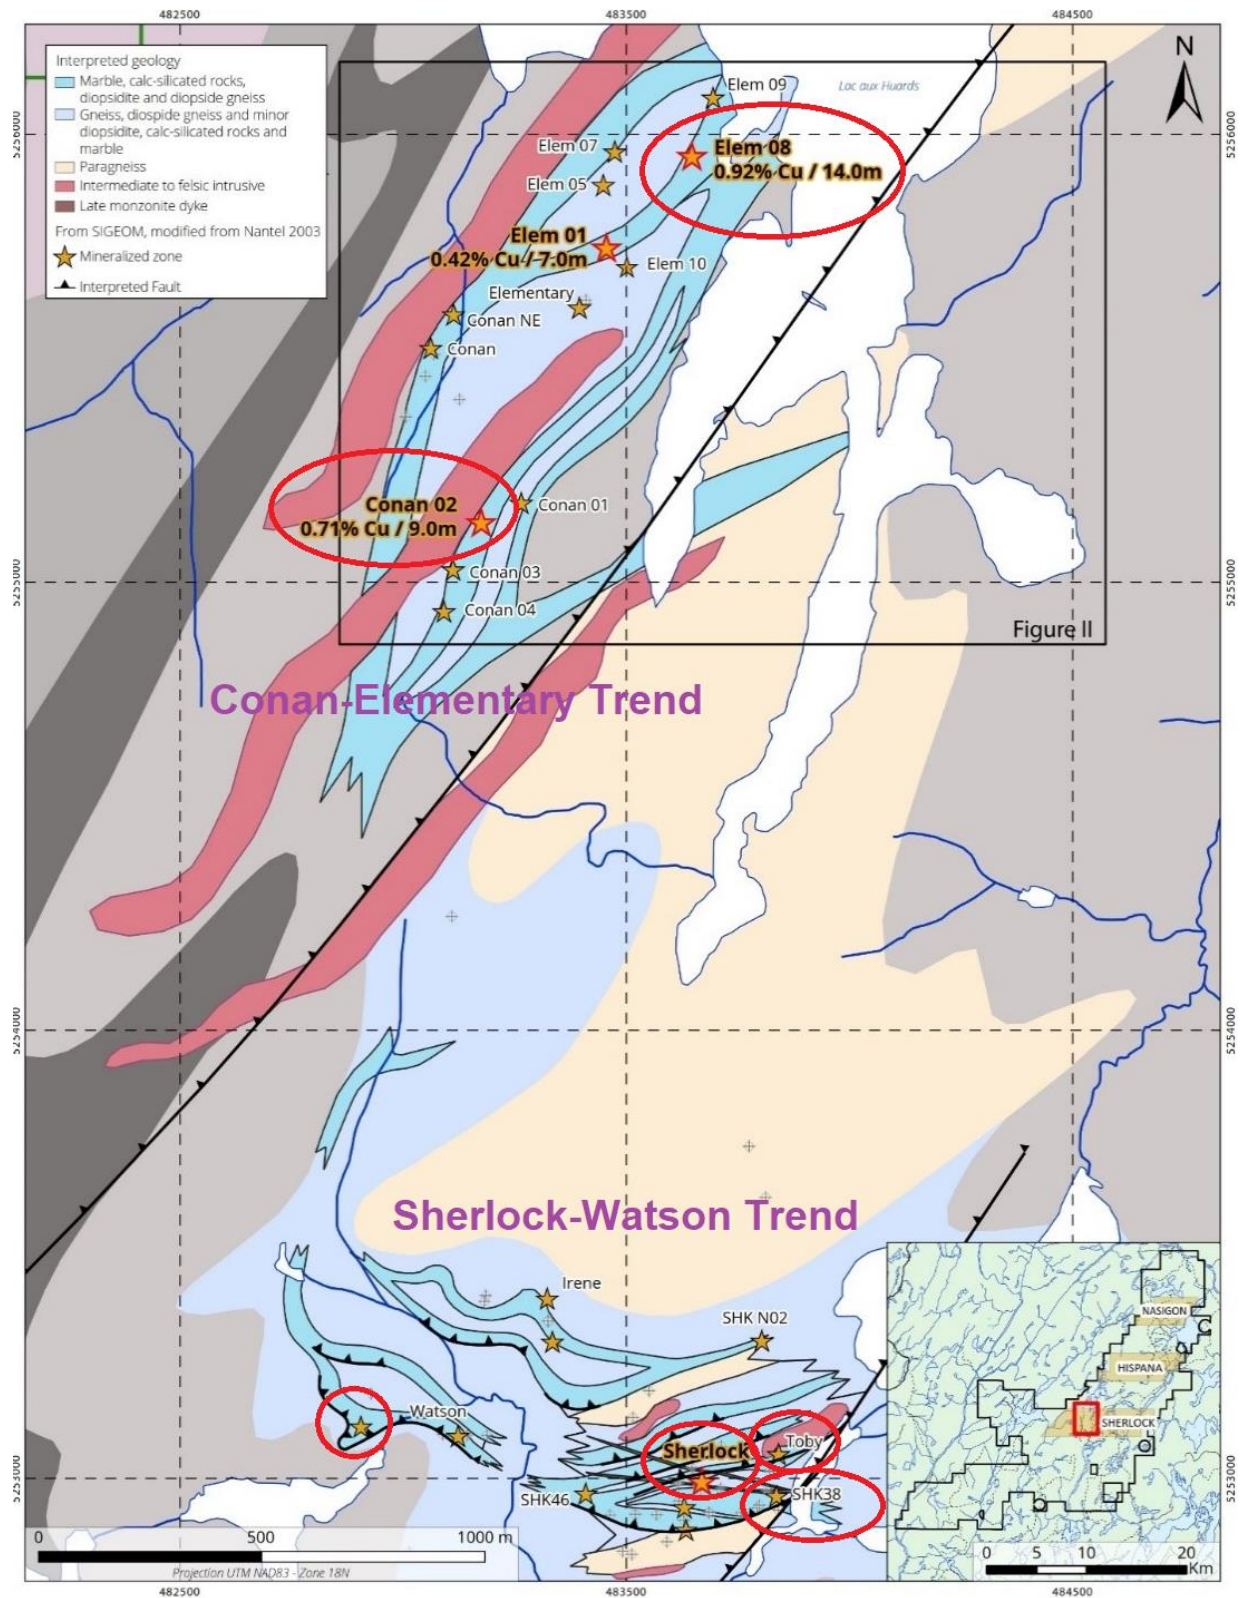 482500
483500
484500
N
Interpreted geology
Marble, calc-silicated rocks,
diopsidite and diopside gneiss
Gneiss, diospide gneiss and minor
diopsidite, calc-silicated rocks and
marble
Paragneiss
Intermediate to felsic intrusive
Late monzonite dyke
From SIGEOM, modified from Nantel 2003
Mineralized zone
Interpreted Fault
Elem 09
Lac aux Huards
5256000
5256000
Elem 07
Elem 08
0.92% Cu / 14.0m
Elem 05
Elem 01
0.42% Cu / 7.0m
Elem 10
Elementary
Conan NE
Conan
Conan 02
0.71% Cu / 9.0m
Conan 01
Conan 03
5255000
5255000
Conan 04
Figure II
Conan-Elementary Trend
5254000
5254000
Sherlock-Watson Trend
Irene
SHK N02
NASIGON
HISPANA
SHERLOCK
Watson
Toby
Sherlock
5253000
5253000
SHK46
SHK38
0 500 1000 m
Projection UTM NAD83 - Zone 18N
0 5 10 20
Km
482500
483500
484500